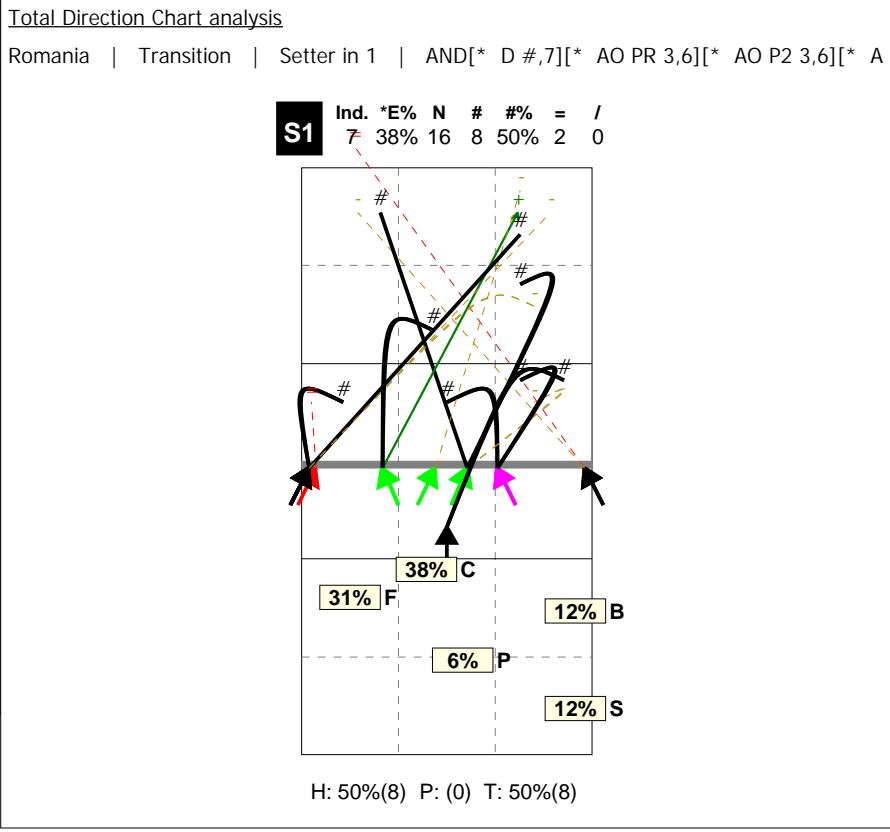 Total Direction Chart analysis
Romania | Transition | Setter in 1 | AND[* D #,7][* AO PR 3,6][* AO P2 3,6][* A
S1
Ind. *E% N # #% = /
7 38% 16 8 50% 2 0
=
-
- # + -
#
#
-
#
# #
= # # -
-
38% C
31% F
12% B
6% P
12% S
H: 50%(8) P: (0) T: 50%(8)